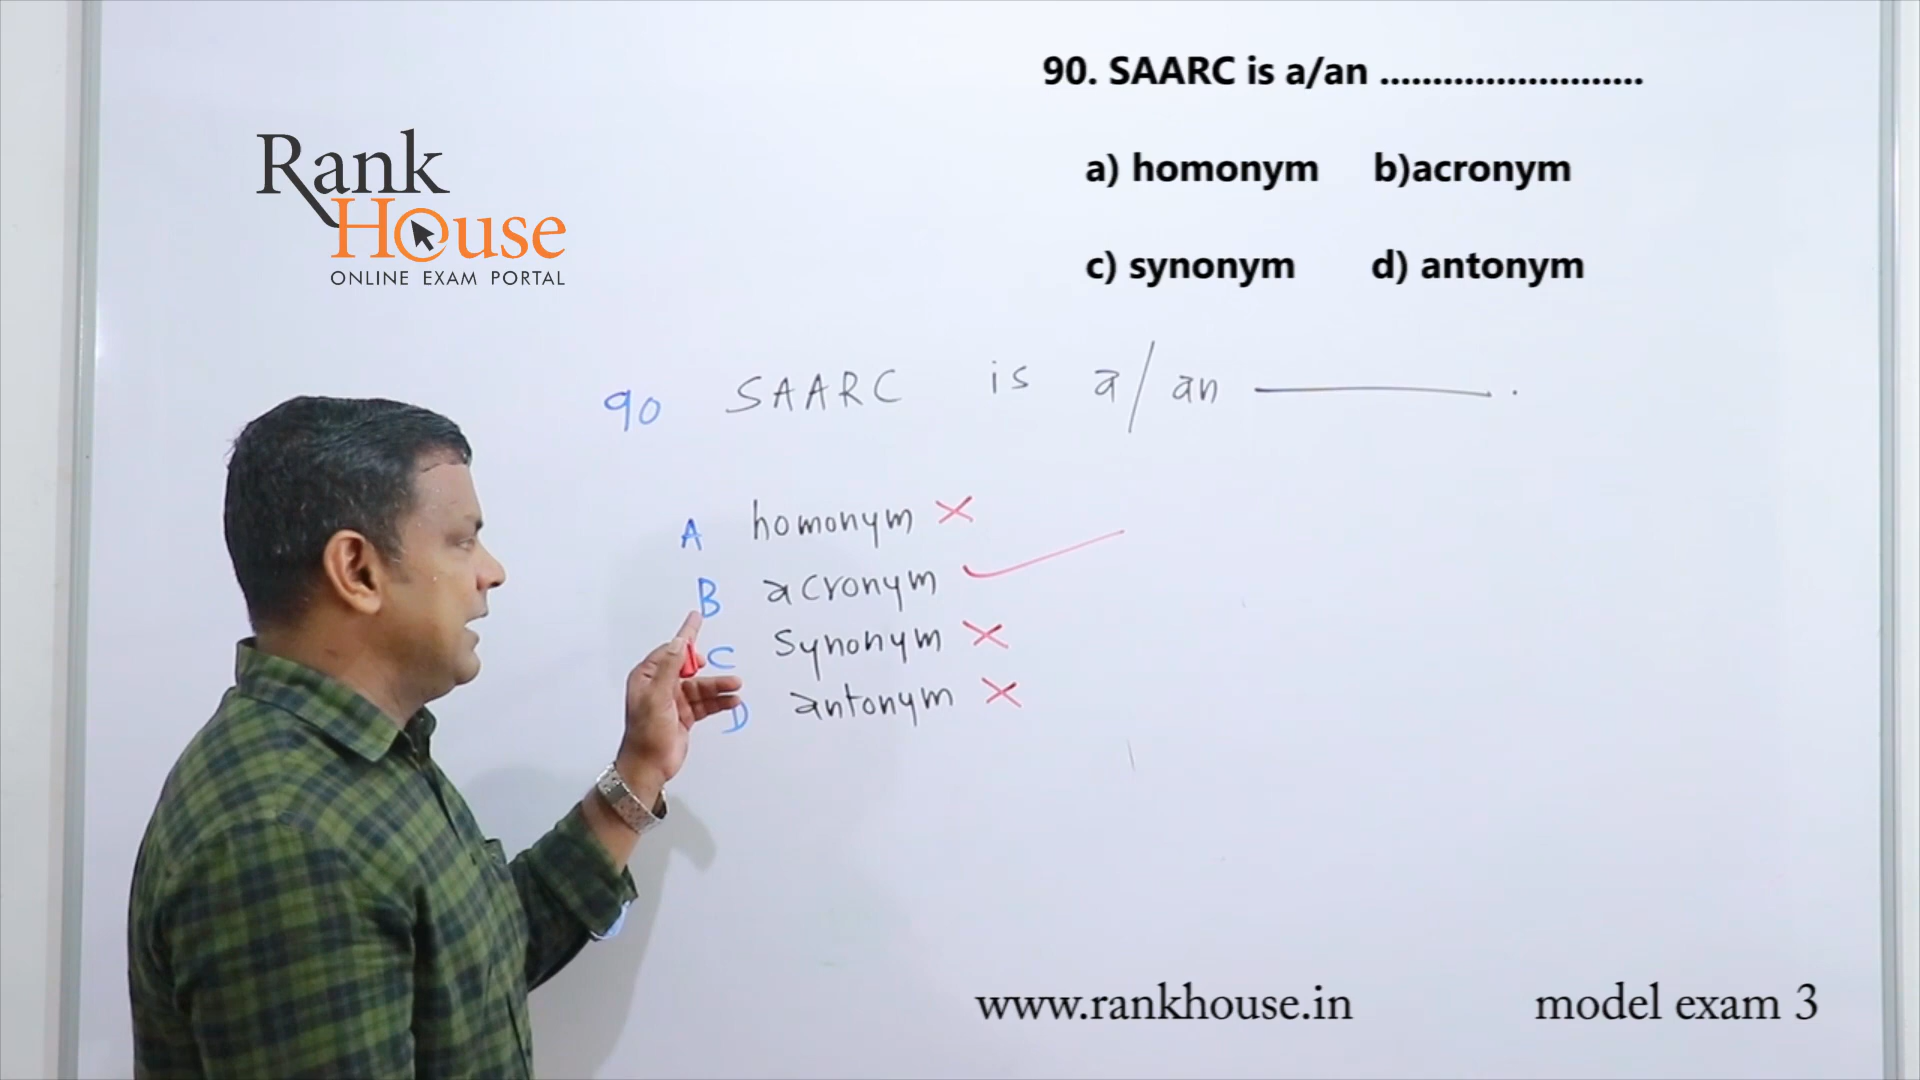 90. SAARC is a/an .........................
a) homonym b)acronym
c) synonym d) antonym
Rank
House
ONLINE EXAM PORTAL
90 SAARC is a/an ______ .
A homonym ✗
B acronym ✓
C synonym ✗
D antonym ✗
www.rankhouse.in model exam 3